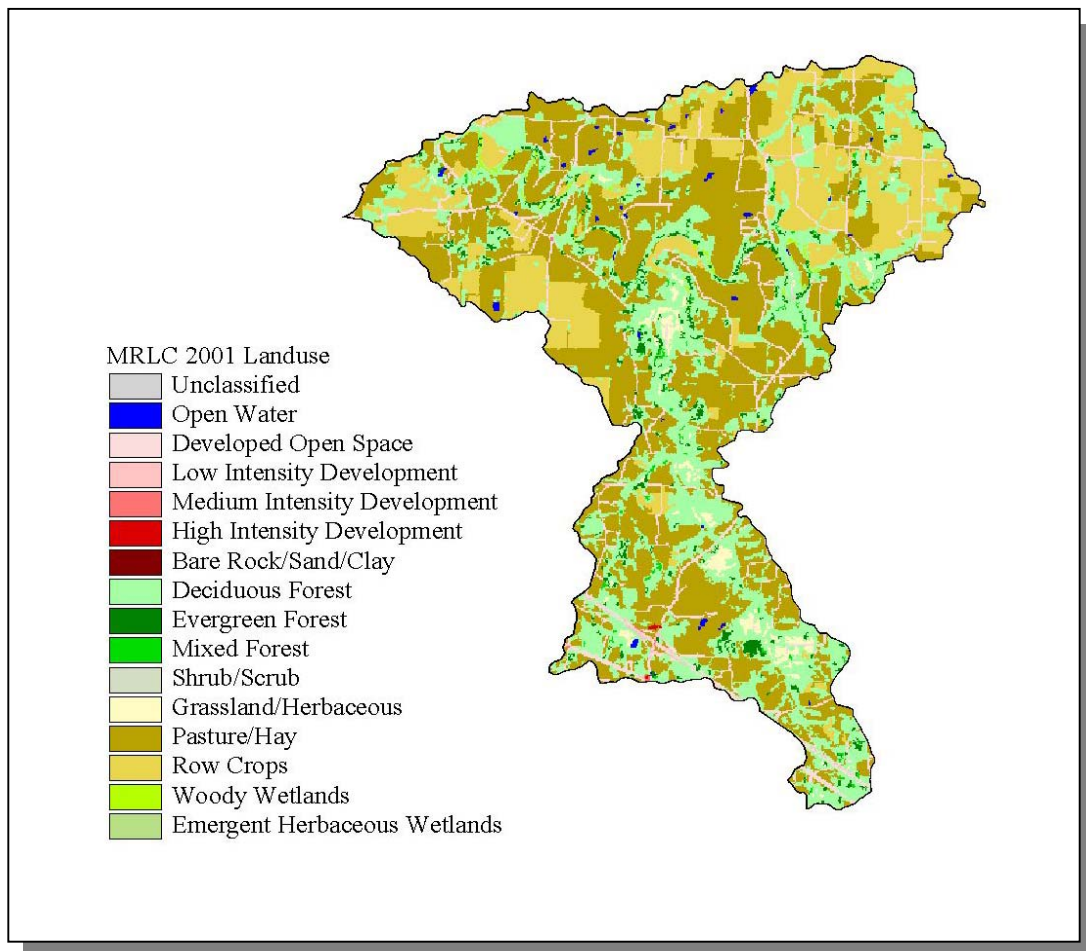 MRLC 2001 Landuse
Unclassified
Open Water
Developed Open Space
Low Intensity Development
Medium Intensity Development
High Intensity Development
Bare Rock/Sand/Clay
Deciduous Forest
Evergreen Forest
Mixed Forest
Shrub/Scrub
Grassland/Herbaceous
Pasture/Hay
Row Crops
Woody Wetlands
Emergent Herbaceous Wetlands